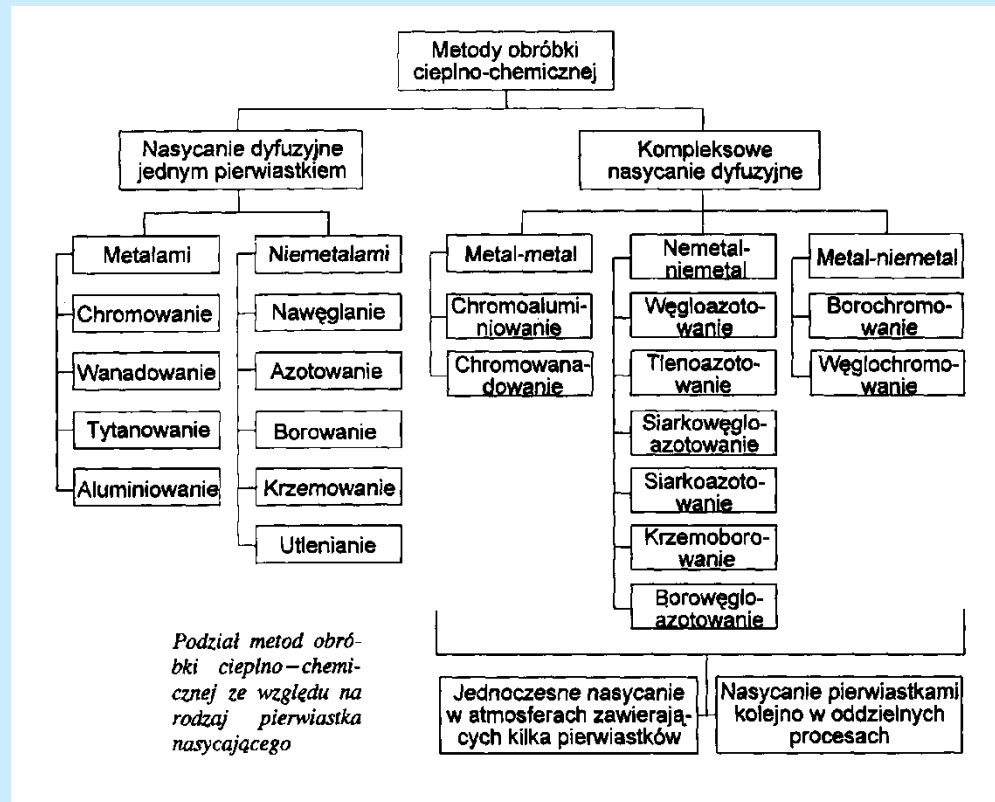 Metody obróbki
cieplno-chemicznej
Nasycanie dyfuzyjne
jednym pierwiastkiem
Kompleksowe
nasycanie dyfuzyjne
Metalami
Chromowanie
Wanadowanie
Tytanowanie
Aluminiowanie
Niemetalami
Nawęglanie
Azotowanie
Borowanie
Krzemowanie
Utlenianie
Metal-metal
Chromoalumi-
niowanie
Chromowana-
dowanie
Nemetal-
niemetal
Węgloazoto-
wanie
Tlenoazoto-
wanie
Siarkowęglo-
azotowanie
Siarkoazoto-
wanie
Krzemoboro-
wanie
Borowęglo-
azotowanie
Metal-niemetal
Borochromo-
wanie
Węglochromo-
wanie
Jednoczesne nasycanie
w atmosferach zawierają-
cych kilka pierwiastków
Nasycanie pierwiastkami
kolejno w oddzielnych
procesach
Podział metod obró-
bki cieplno-chemi-
cznej ze względu na
rodzaj pierwiastka
nasycającego